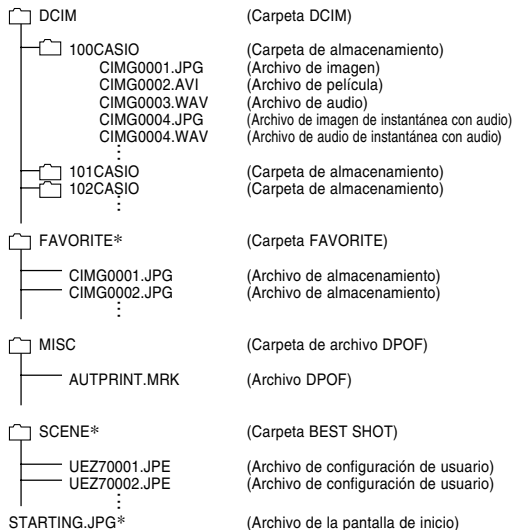 DCIM (Carpeta DCIM)
100CASIO (Carpeta de almacenamiento)
CIMG0001.JPG (Archivo de imagen)
CIMG0002.AVI (Archivo de película)
CIMG0003.WAV (Archivo de audio)
CIMG0004.JPG (Archivo de imagen de instantánea con audio)
CIMG0004.WAV (Archivo de audio de instantánea con audio)
101CASIO (Carpeta de almacenamiento)
102CASIO (Carpeta de almacenamiento)
FAVORITE* (Carpeta FAVORITE)
CIMG0001.JPG (Archivo de almacenamiento)
CIMG0002.JPG (Archivo de almacenamiento)
MISC (Carpeta de archivo DPOF)
AUTPRINT.MRK (Archivo DPOF)
SCENE* (Carpeta BEST SHOT)
UEZ70001.JPE (Archivo de configuración de usuario)
UEZ70002.JPE (Archivo de configuración de usuario)
STARTING.JPG* (Archivo de la pantalla de inicio)